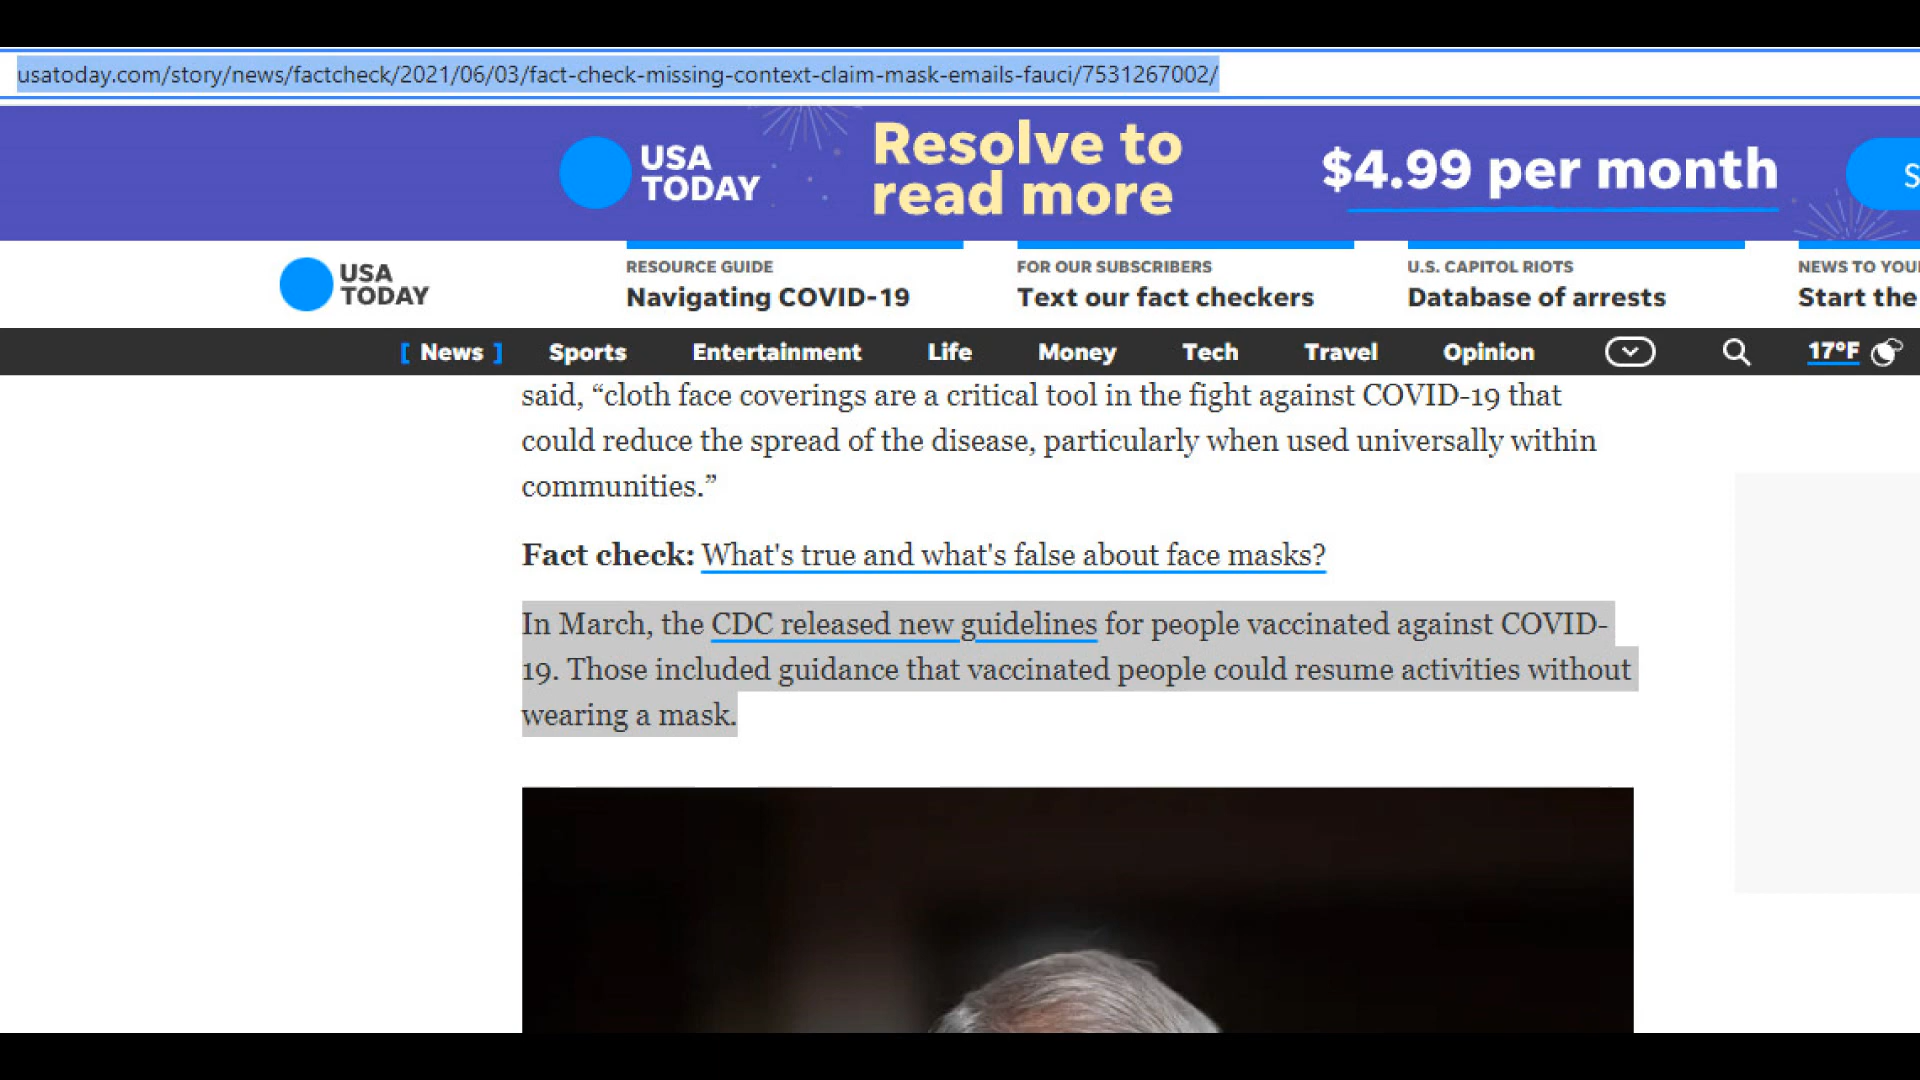 usatoday.com/story/news/factcheck/2021/06/03/fact-check-missing-context-claim-mask-emails-fauci/7531267002/
USA
TODAY
Resolve to
read more
$4.99 per month
S
USA
TODAY
RESOURCE GUIDE
Navigating COVID-19
FOR OUR SUBSCRIBERS
Text our fact checkers
U.S. CAPITOL RIOTS
Database of arrests
NEWS TO YOU
Start the
[ News ] Sports Entertainment Life Money Tech Travel Opinion 17°F
said, “cloth face coverings are a critical tool in the fight against COVID-19 that
could reduce the spread of the disease, particularly when used universally within
communities.”
Fact check: What's true and what's false about face masks?
In March, the CDC released new guidelines for people vaccinated against COVID-
19. Those included guidance that vaccinated people could resume activities without
wearing a mask.